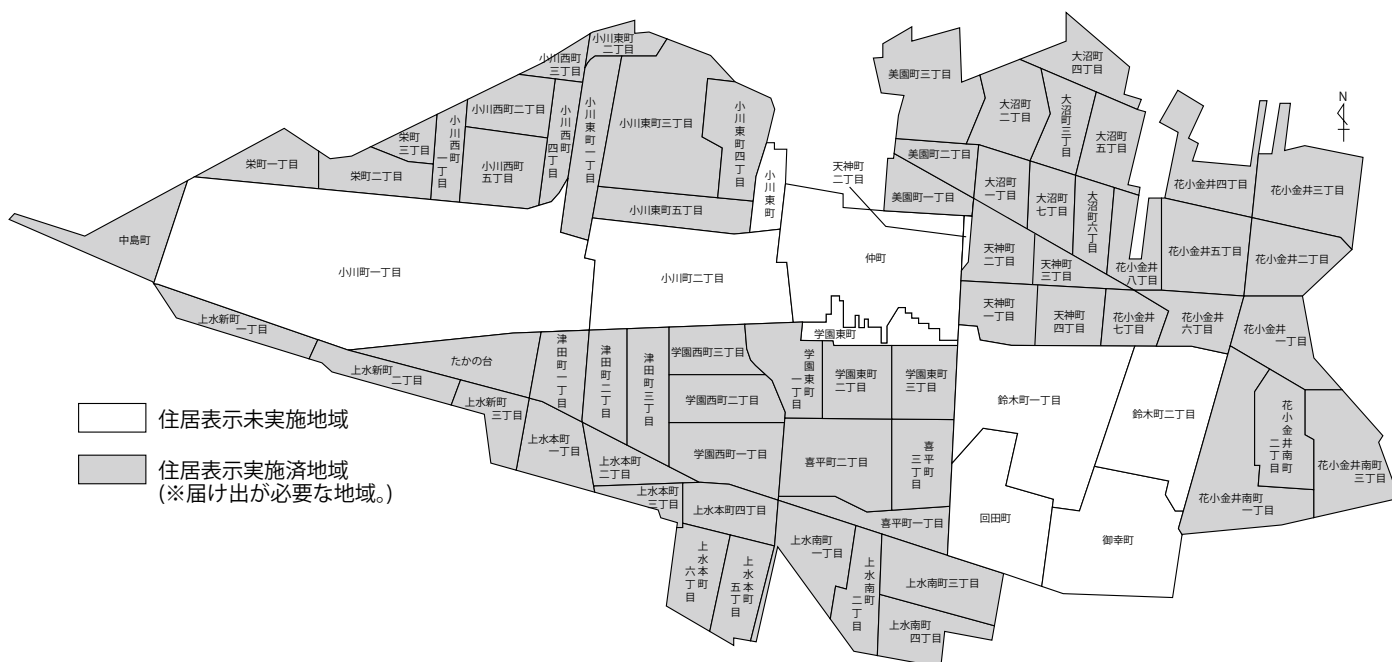 小川東町
二丁目
小川西町
三丁目
小川東町三丁目
小川東町四丁目
小川東町一丁目
小川西町二丁目
小川西町
四丁目
小川西町
一丁目
小川西町
五丁目
栄町
三丁目
栄町一丁目
栄町二丁目
小川東町五丁目
小川東町
中島町
小川町一丁目
小川町二丁目
仲町
天神町
二丁目
美園町三丁目
美園町二丁目
美園町一丁目
大沼町
四丁目
大沼町
二丁目
大沼町三丁目
大沼町
五丁目
大沼町
一丁目
大沼町
七丁目
大沼町六丁目
花小金井四丁目
花小金井三丁目
花小金井五丁目
花小金井二丁目
花小金井
八丁目
天神町
二丁目
天神町
三丁目
天神町
一丁目
天神町
四丁目
花小金井
七丁目
花小金井
六丁目
花小金井
一丁目
N
上水新町
一丁目
上水新町
二丁目
上水新町
三丁目
たかの台
津田町一丁目
津田町二丁目
津田町三丁目
学園西町三丁目
学園西町二丁目
学園西町一丁目
学園東町
学園東町
一丁目
学園東町
二丁目
学園東町
三丁目
鈴木町一丁目
鈴木町二丁目
花小金井南町
二丁目
花小金井南町
三丁目
花小金井南町
一丁目
上水本町
一丁目
上水本町
二丁目
上水本町
三丁目
上水本町四丁目
上水本町
六丁目
上水本町
五丁目
喜平町二丁目
喜平町
三丁目
喜平町一丁目
回田町
御幸町
上水南町
一丁目
上水南町
二丁目
上水南町三丁目
上水南町
四丁目
住居表示未実施地域
住居表示実施済地域
(※届け出が必要な地域。)